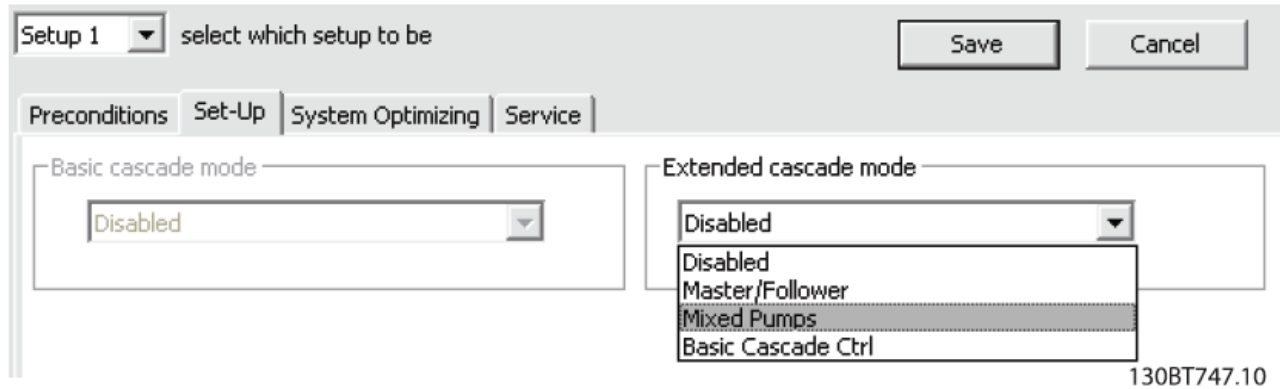 Setup 1 select which setup to be Save Cancel
Preconditions Set-Up System Optimizing Service
Basic cascade mode Extended cascade mode
Disabled Disabled
Disabled
Master/Follower
Mixed Pumps
Basic Cascade Ctrl
130BT747.10